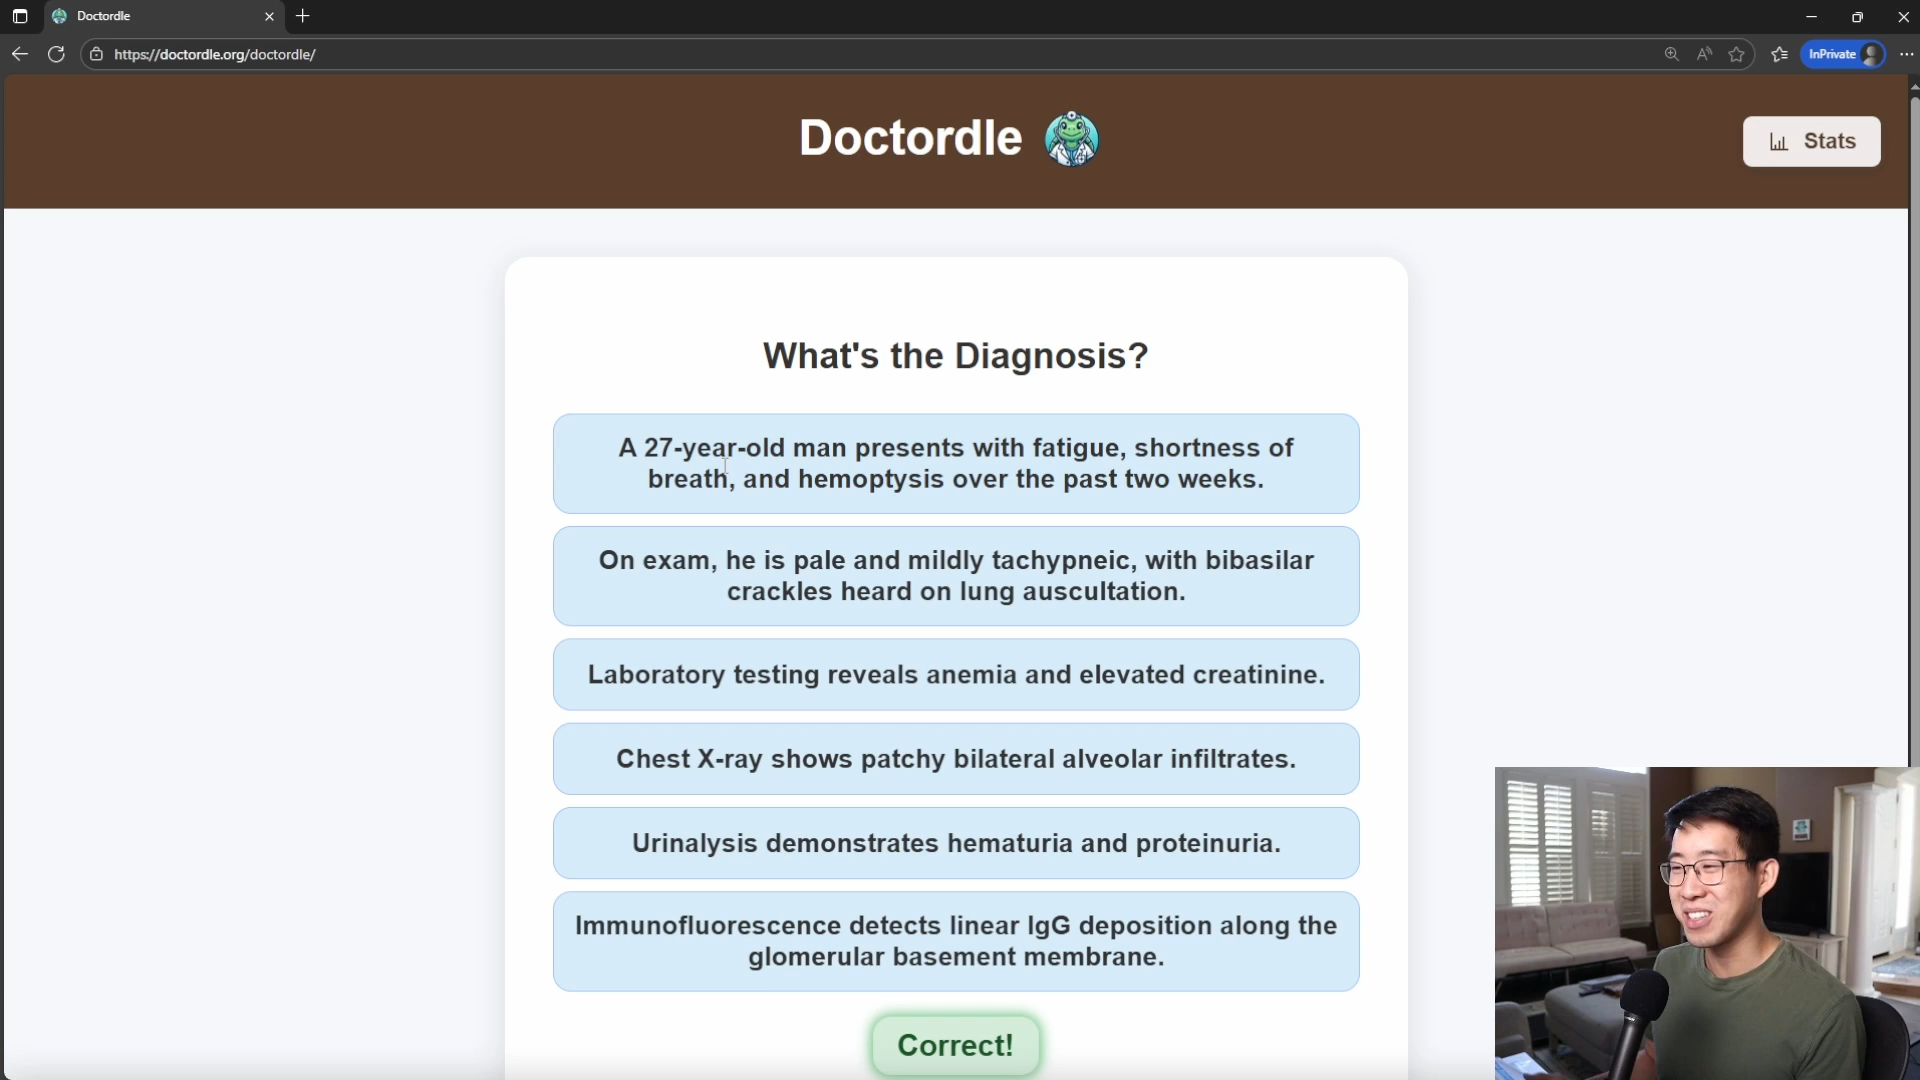 Doctordle
https://doctordle.org/doctordle/
InPrivate
Doctordle
Stats
What's the Diagnosis?
A 27-year-old man presents with fatigue, shortness of
breath, and hemoptysis over the past two weeks.
On exam, he is pale and mildly tachypneic, with bibasilar
crackles heard on lung auscultation.
Laboratory testing reveals anemia and elevated creatinine.
Chest X-ray shows patchy bilateral alveolar infiltrates.
Urinalysis demonstrates hematuria and proteinuria.
Immunofluorescence detects linear IgG deposition along the
glomerular basement membrane.
Correct!